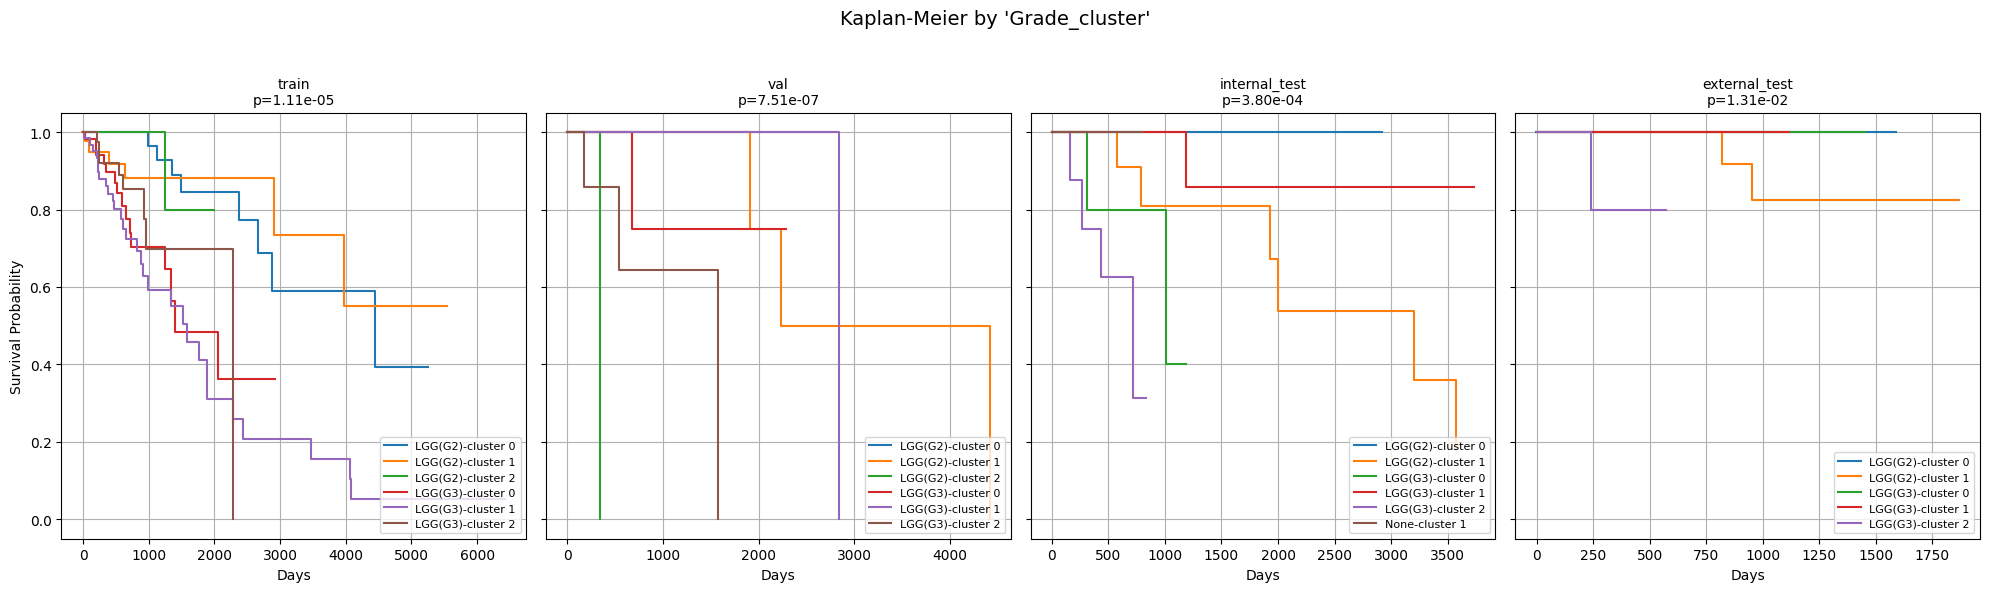 Kaplan-Meier by 'Grade_cluster'
train
p=1.11e-05
Survival Probability
1.0
0.8
0.6
0.4
0.2
0.0
0
1000
2000
3000
4000
5000
6000
Days
LGG(G2)-cluster 0
LGG(G2)-cluster 1
LGG(G2)-cluster 2
LGG(G3)-cluster 0
LGG(G3)-cluster 1
LGG(G3)-cluster 2
val
p=7.51e-07
0
1000
2000
3000
4000
Days
LGG(G2)-cluster 0
LGG(G2)-cluster 1
LGG(G2)-cluster 2
LGG(G3)-cluster 0
LGG(G3)-cluster 1
LGG(G3)-cluster 2
internal_test
p=3.80e-04
0
500
1000
1500
2000
2500
3000
3500
Days
LGG(G2)-cluster 0
LGG(G2)-cluster 1
LGG(G3)-cluster 0
LGG(G3)-cluster 1
LGG(G3)-cluster 2
None-cluster 1
external_test
p=1.31e-02
0
250
500
750
1000
1250
1500
1750
Days
LGG(G2)-cluster 0
LGG(G2)-cluster 1
LGG(G3)-cluster 0
LGG(G3)-cluster 1
LGG(G3)-cluster 2